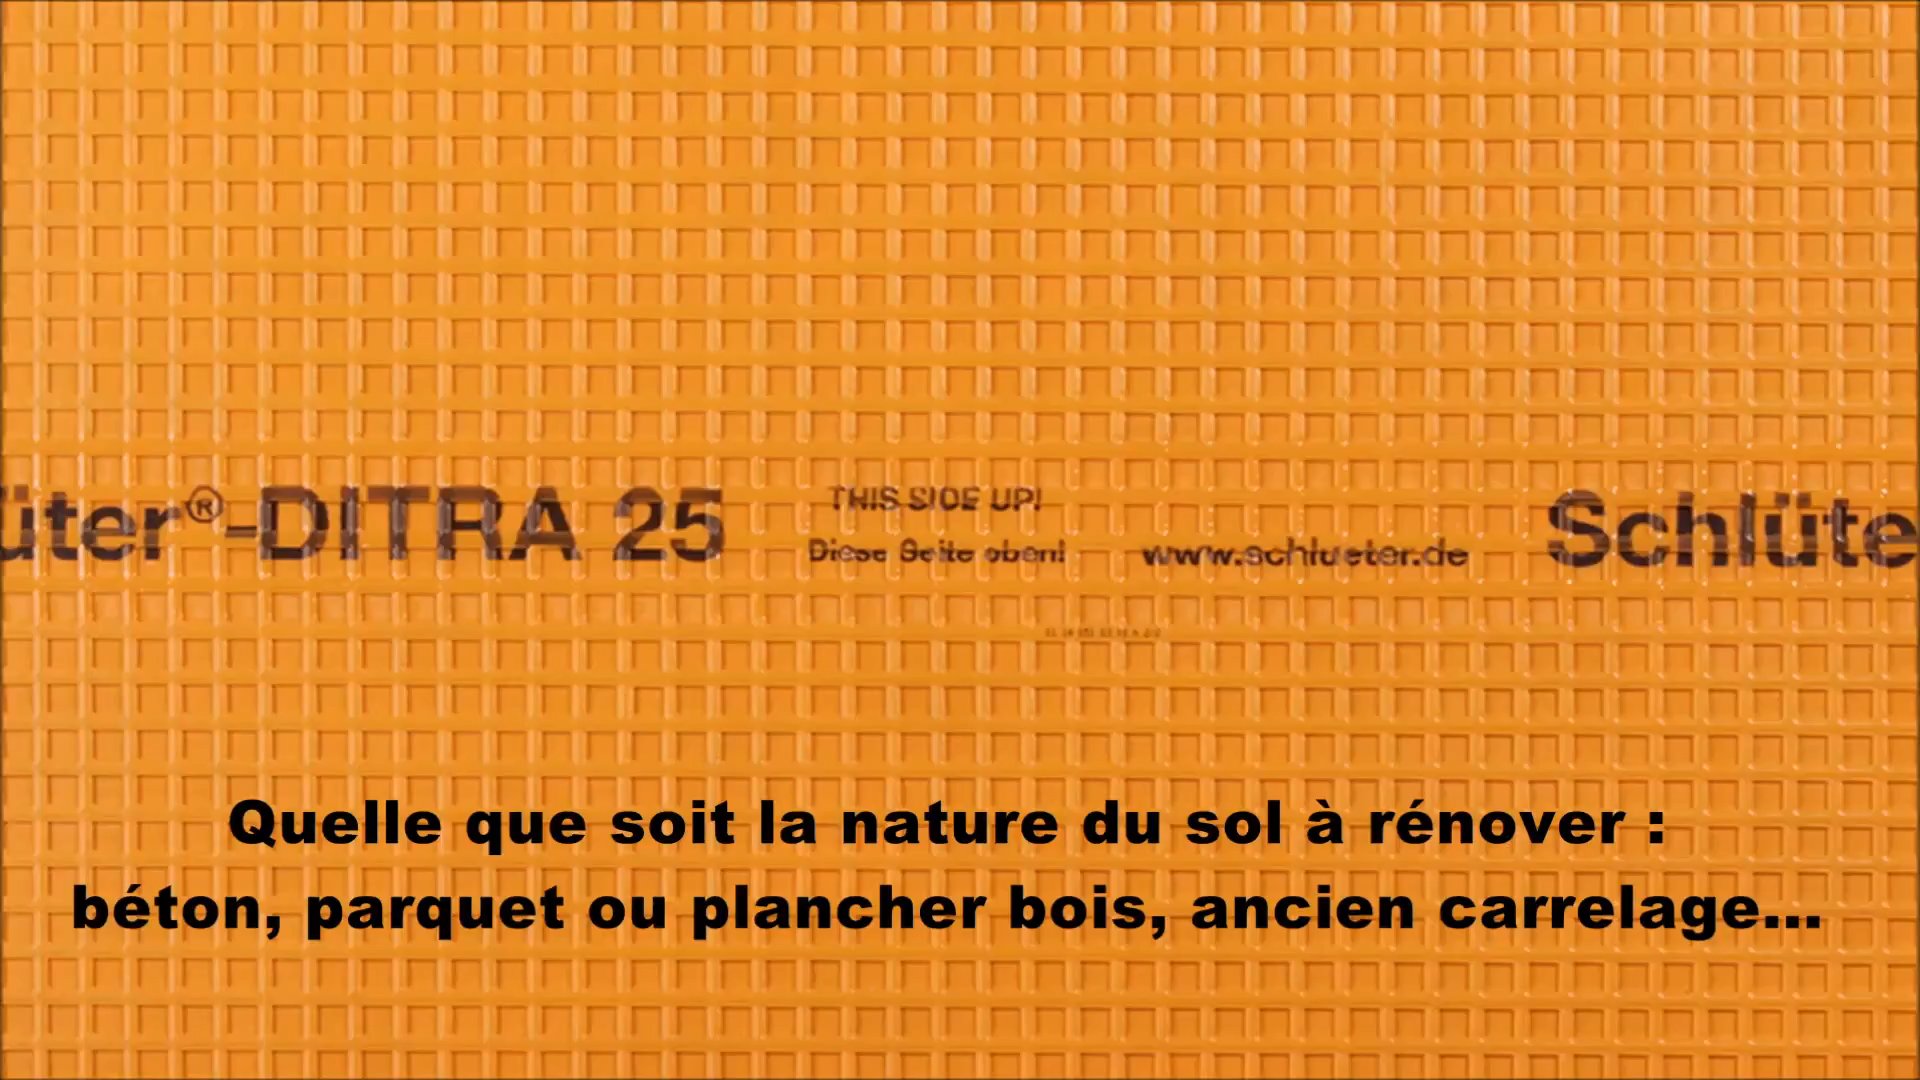 üter®-DITRA 25
THIS SIDE UP!
Diese Seite oben!
www.schlueter.de
Schlüte
Quelle que soit la nature du sol à rénover :
béton, parquet ou plancher bois, ancien carrelage...